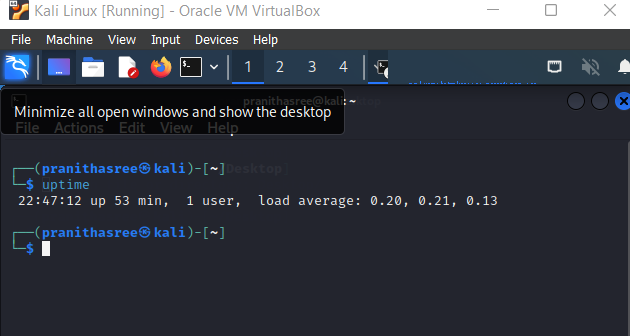 Kali Linux [Running] - Oracle VM VirtualBox
File Machine View Input Devices Help
1 2 3 4
pranithasree@kali: ~
Minimize all open windows and show the desktop
File Actions Edit View Help
┌──(pranithasree㉿kali)-[~] Desktop
└─$ uptime
22:47:12 up 53 min, 1 user, load average: 0.20, 0.21, 0.13
┌──(pranithasree㉿kali)-[~]
└─$